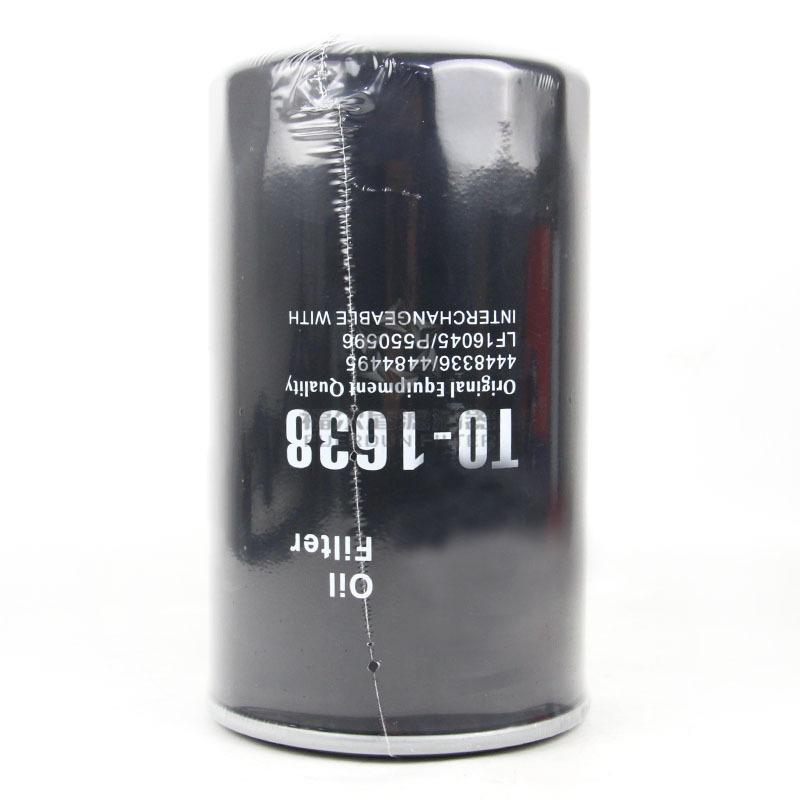 Oil
Filter
TO-1638
Original Equipment Quality
4448336/4484495
LF16045/P550596
INTERCHANGEABLE WITH